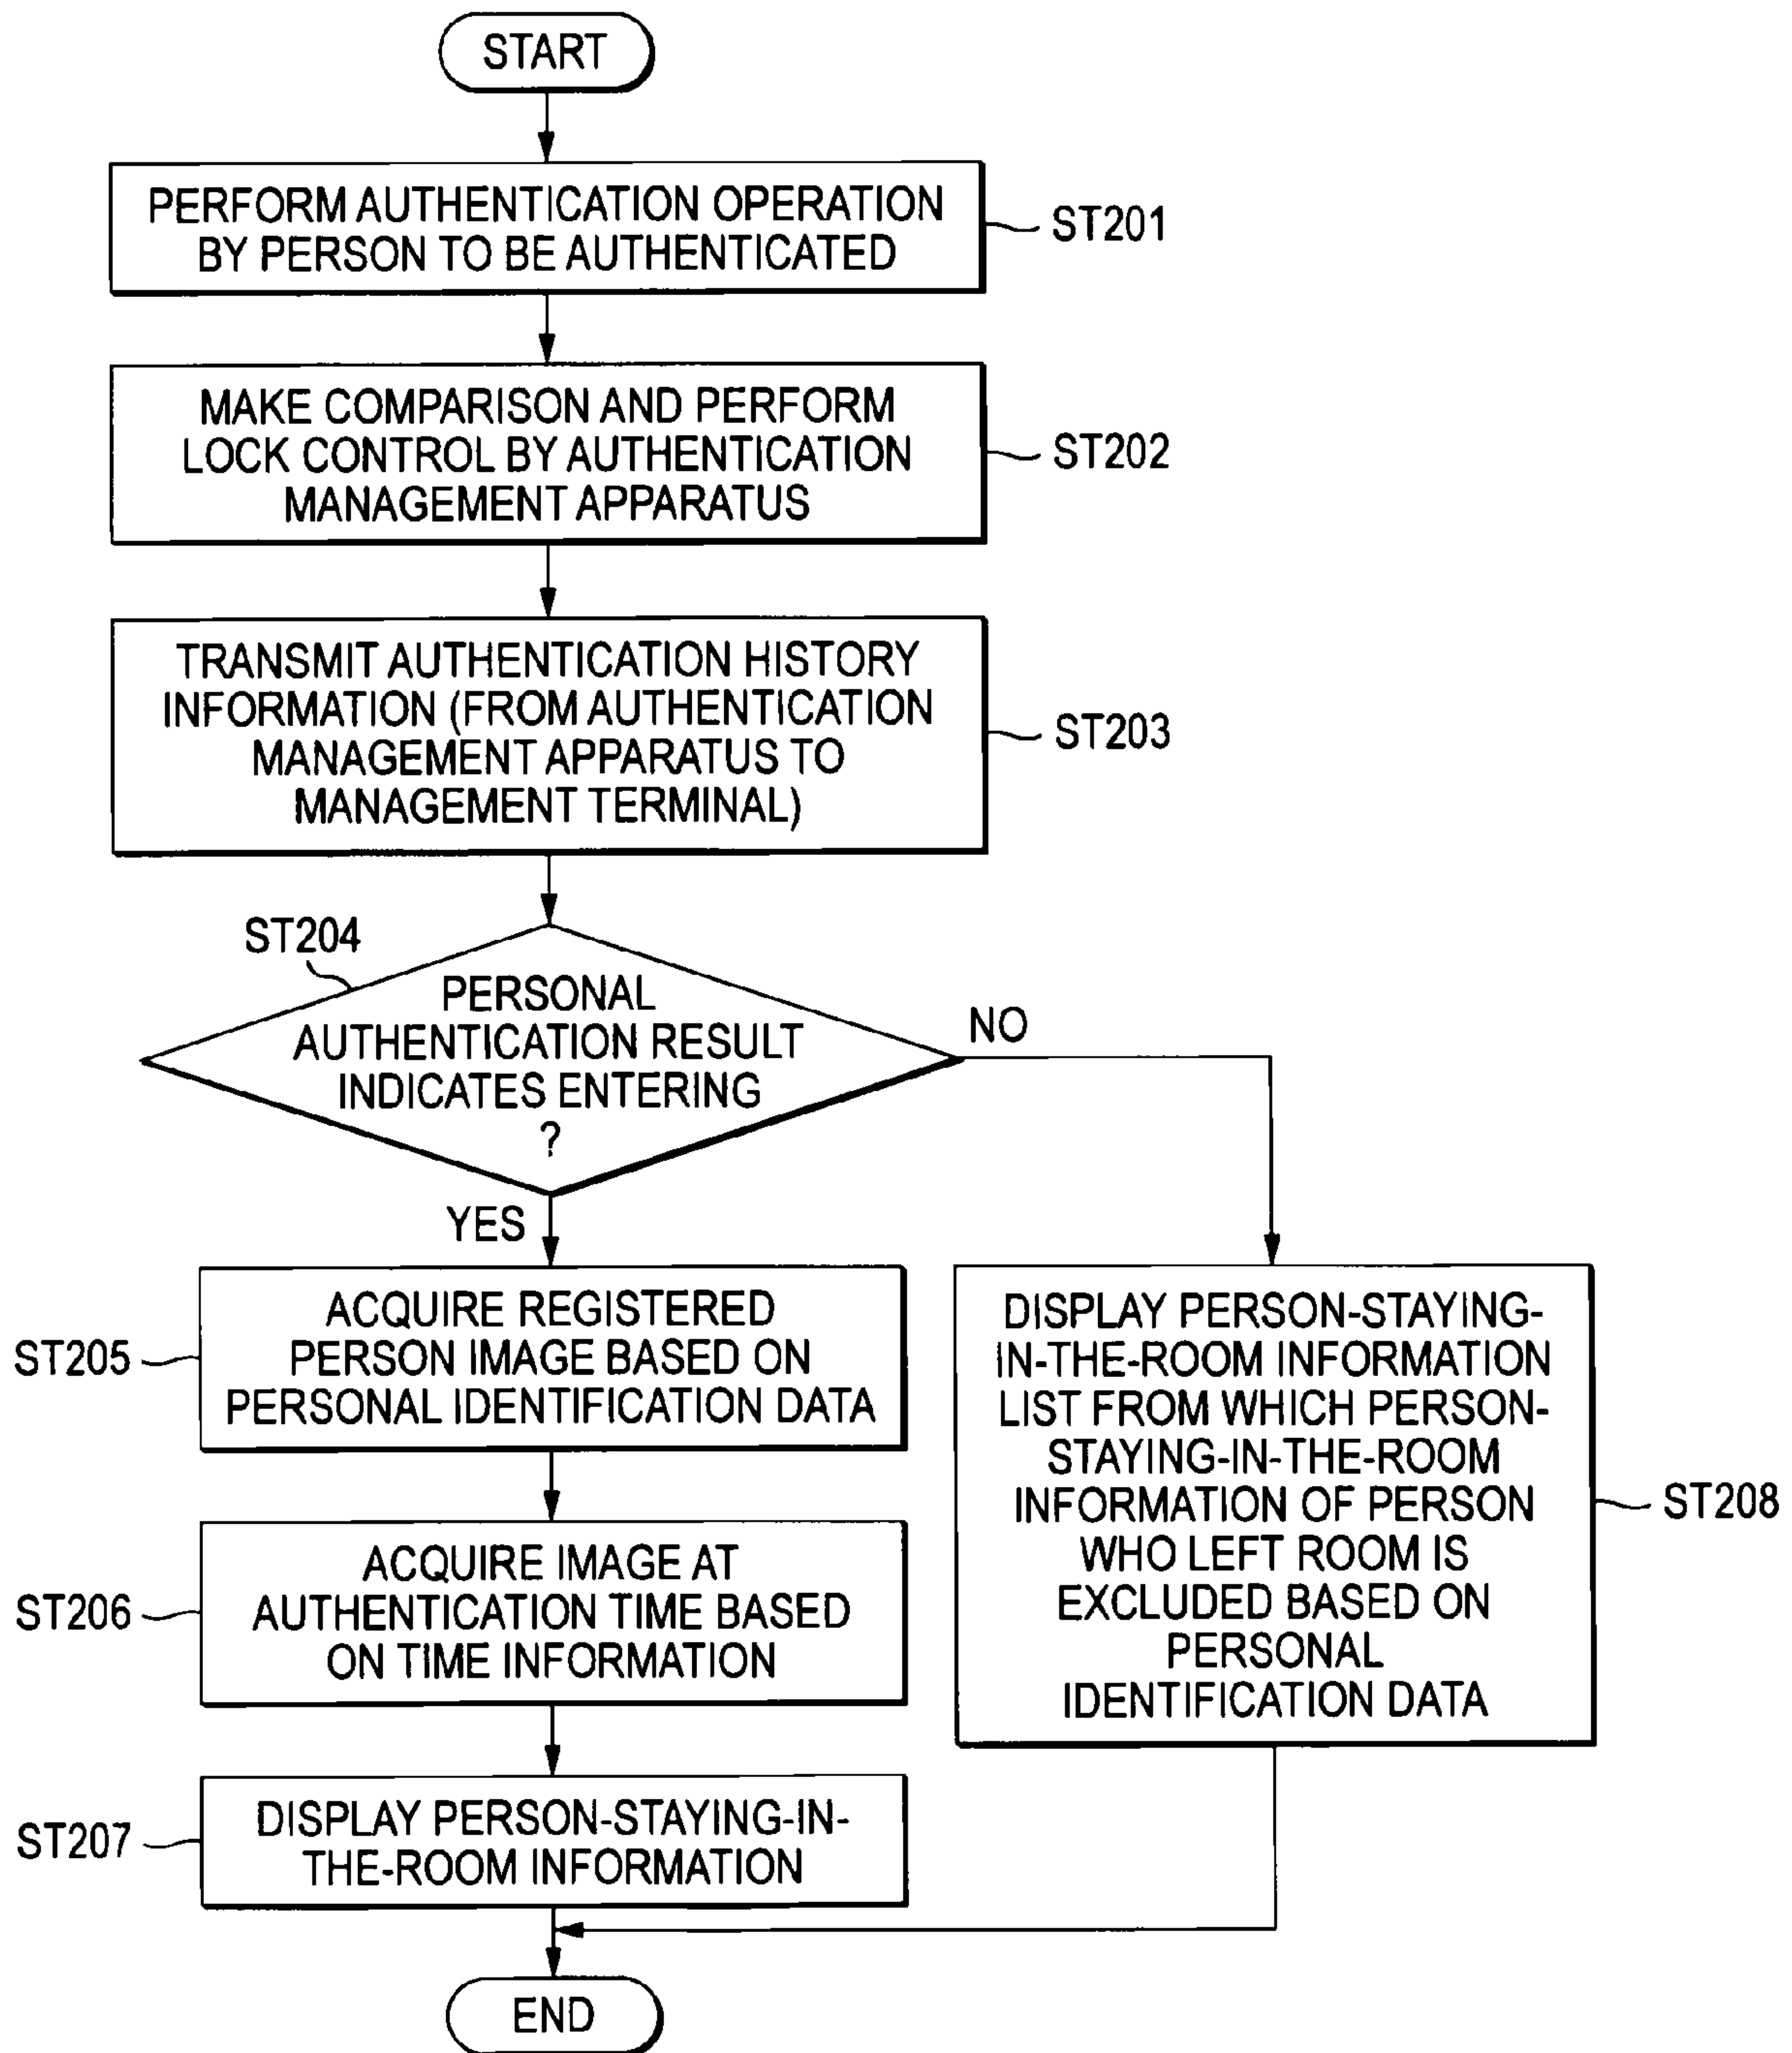 START
PERFORM AUTHENTICATION OPERATION
BY PERSON TO BE AUTHENTICATED
ST201
MAKE COMPARISON AND PERFORM
LOCK CONTROL BY AUTHENTICATION
MANAGEMENT APPARATUS
ST202
TRANSMIT AUTHENTICATION HISTORY
INFORMATION (FROM AUTHENTICATION
MANAGEMENT APPARATUS TO
MANAGEMENT TERMINAL)
ST203
ST204
PERSONAL
AUTHENTICATION RESULT
INDICATES ENTERING
?
NO
YES
ACQUIRE REGISTERED
PERSON IMAGE BASED ON
PERSONAL IDENTIFICATION DATA
ST205
ACQUIRE IMAGE AT
AUTHENTICATION TIME BASED
ON TIME INFORMATION
ST206
DISPLAY PERSON-STAYING-IN-
THE-ROOM INFORMATION
ST207
DISPLAY PERSON-STAYING-
IN-THE-ROOM INFORMATION
LIST FROM WHICH PERSON-
STAYING-IN-THE-ROOM
INFORMATION OF PERSON
WHO LEFT ROOM IS
EXCLUDED BASED ON
PERSONAL
IDENTIFICATION DATA
ST208
END